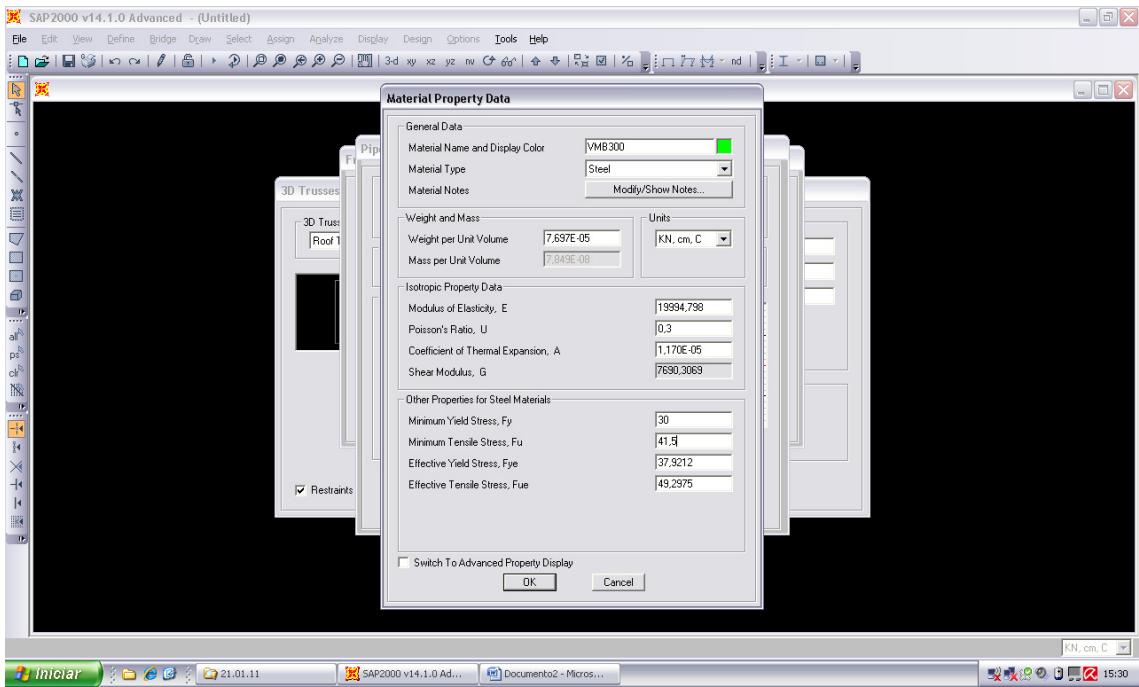 SAP2000 v14.1.0 Advanced - (Untitled)
File Edit View Define Bridge Draw Select Assign Analyze Display Design Options Tools Help
3-d xy xz yz nv
nd
all
ps
clr
3D Trusses
3D Trus
Roof T
Restraints
Fr
Pip
Material Property Data
General Data
Material Name and Display Color VMB300
Material Type Steel
Material Notes Modify/Show Notes...
Weight and Mass
Weight per Unit Volume 7,697E-05
Mass per Unit Volume 7,849E-08
Units
KN, cm, C
Isotropic Property Data
Modulus of Elasticity, E 19994,798
Poisson's Ratio, U 0,3
Coefficient of Thermal Expansion, A 1,170E-05
Shear Modulus, G 7690,3069
Other Properties for Steel Materials
Minimum Yield Stress, Fy 30
Minimum Tensile Stress, Fu 41,5
Effective Yield Stress, Fye 37,9212
Effective Tensile Stress, Fue 49,2975
Switch To Advanced Property Display
OK Cancel
KN, cm, C
Iniciar 21.01.11 SAP2000 v14.1.0 Ad... Documento2 - Micros... 15:30